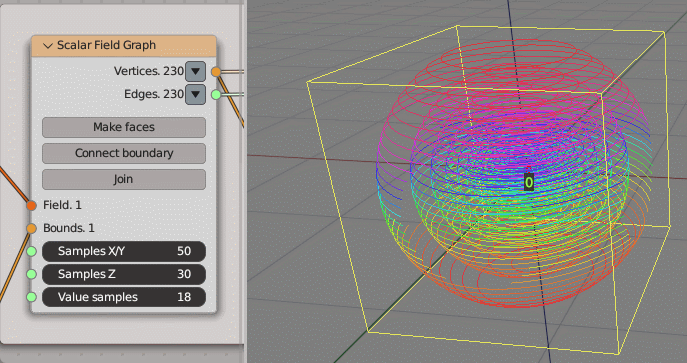 Scalar Field Graph
Vertices. 230
Edges. 230
Make faces
Connect boundary
Join
Field. 1
Bounds. 1
Samples X/Y 50
Samples Z 30
Value samples 18
0